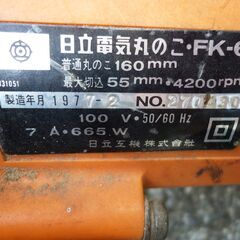 日立電気丸のこ・FK-6
普通丸のこ 160mm
最大切込 55mm・4200rpm
製造年月 1977-2 NO.
100 V・50/60 Hz
7 A・665 W
日立工機株式会社